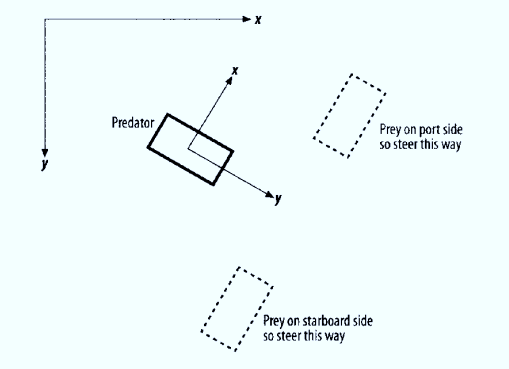 x
x
Predator
Prey on port side
so steer this way
y
y
Prey on starboard side
so steer this way